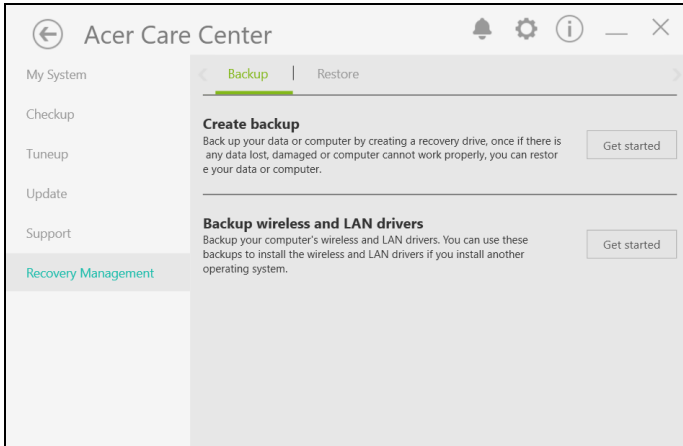 Acer Care Center
My System
Checkup
Tuneup
Update
Support
Recovery Management
Backup | Restore
Create backup
Back up your data or computer by creating a recovery drive, once if there is
any data lost, damaged or computer cannot work properly, you can restor
e your data or computer.
Get started
Backup wireless and LAN drivers
Backup your computer's wireless and LAN drivers. You can use these
backups to install the wireless and LAN drivers if you install another
operating system.
Get started